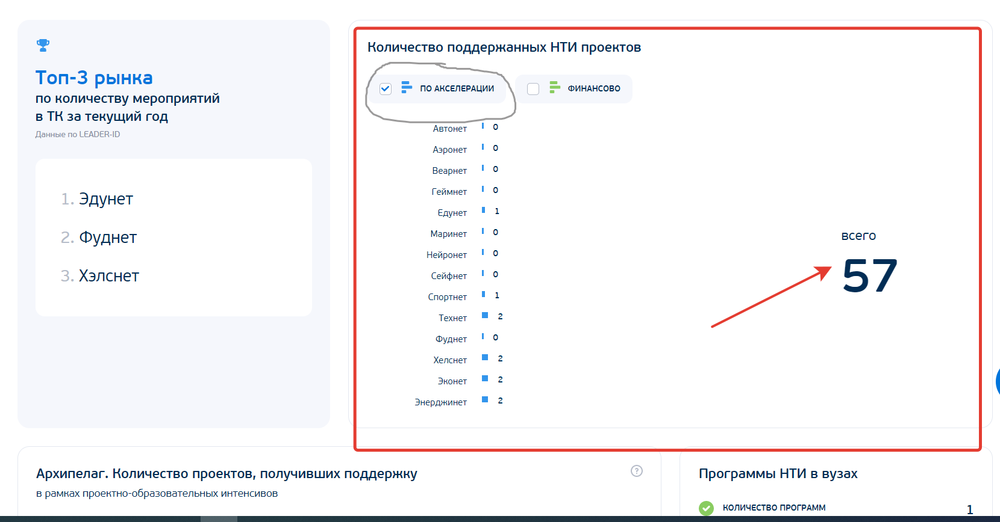 Топ-3 рынка
по количеству мероприятий
в ТК за текущий год
Данные по LEADER-ID
1. Эдунет
2. Фуднет
3. Хэлснет
Количество поддержанных НТИ проектов
ПО АКСЕЛЕРАЦИИ ФИНАНСОВО
Автонет 0
Аэронет 0
Веарнет 0
Геймнет 0
Едунет 1
Маринет 0
Нейронет 0
Сейфнет 0
Спортнет 1
Технет 2
Фуднет 0
Хелснет 2
Эконет 2
Энерджинет 2
всего
57
Архипелаг. Количество проектов, получивших поддержку
?
в рамках проектно-образовательных интенсивов
Программы НТИ в вузах
КОЛИЧЕСТВО ПРОГРАММ 1